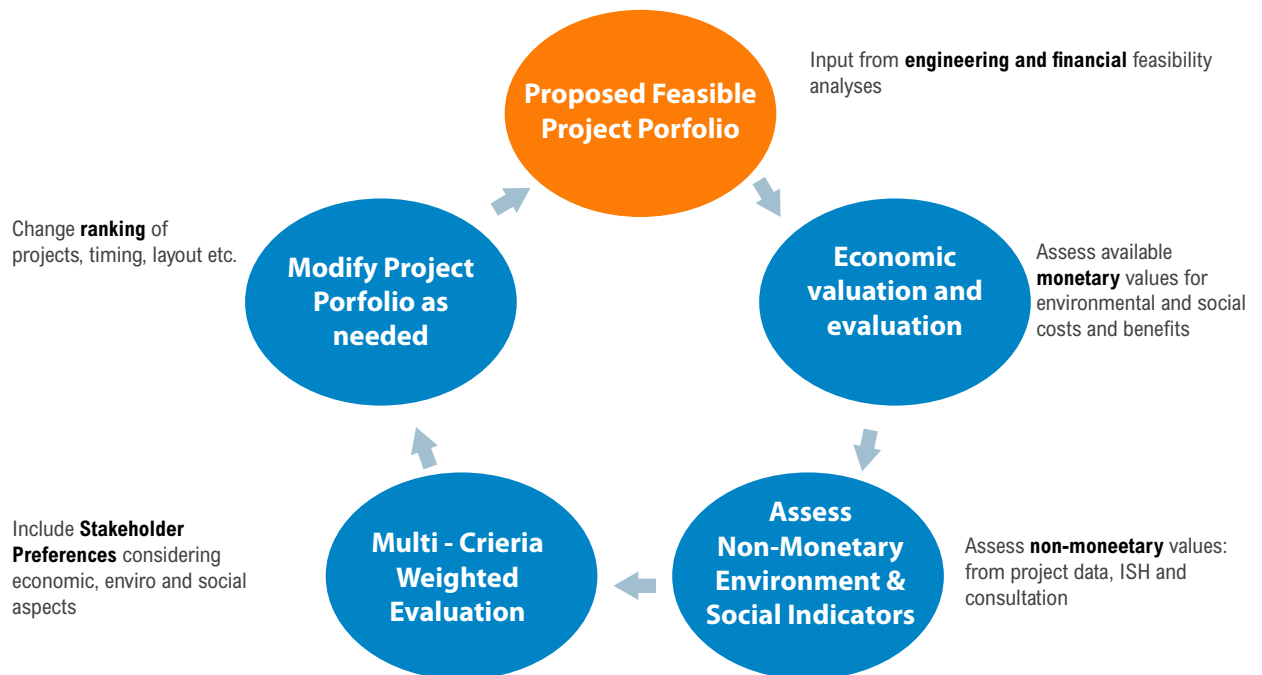 Proposed Feasible
Project Porfolio
Input from engineering and financial feasibility
analyses
Economic
valuation and
evaluation
Assess available
monetary values for
environmental and social
costs and benefits
Assess
Non-Monetary
Environment &
Social Indicators
Assess non-moneetary values:
from project data, ISH and
consultation
Multi - Crieria
Weighted
Evaluation
Include Stakeholder
Preferences considering
economic, enviro and social
aspects
Modify Project
Porfolio as
needed
Change ranking of
projects, timing, layout etc.